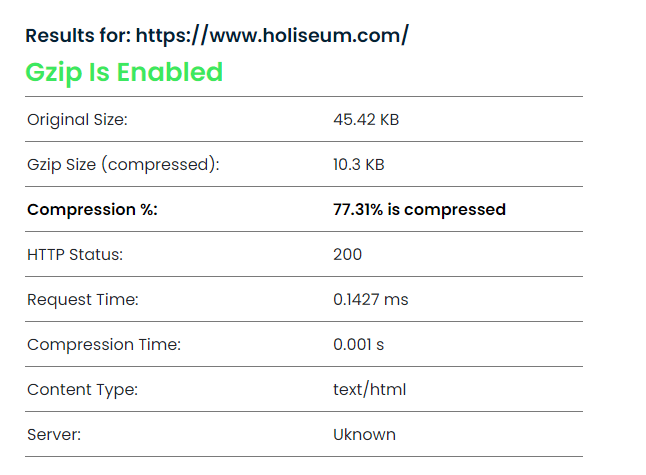 Results for: https://www.holiseum.com/
Gzip Is Enabled
Original Size: 45.42 KB
Gzip Size (compressed): 10.3 KB
Compression %: 77.31% is compressed
HTTP Status: 200
Request Time: 0.1427 ms
Compression Time: 0.001 s
Content Type: text/html
Server: Uknown